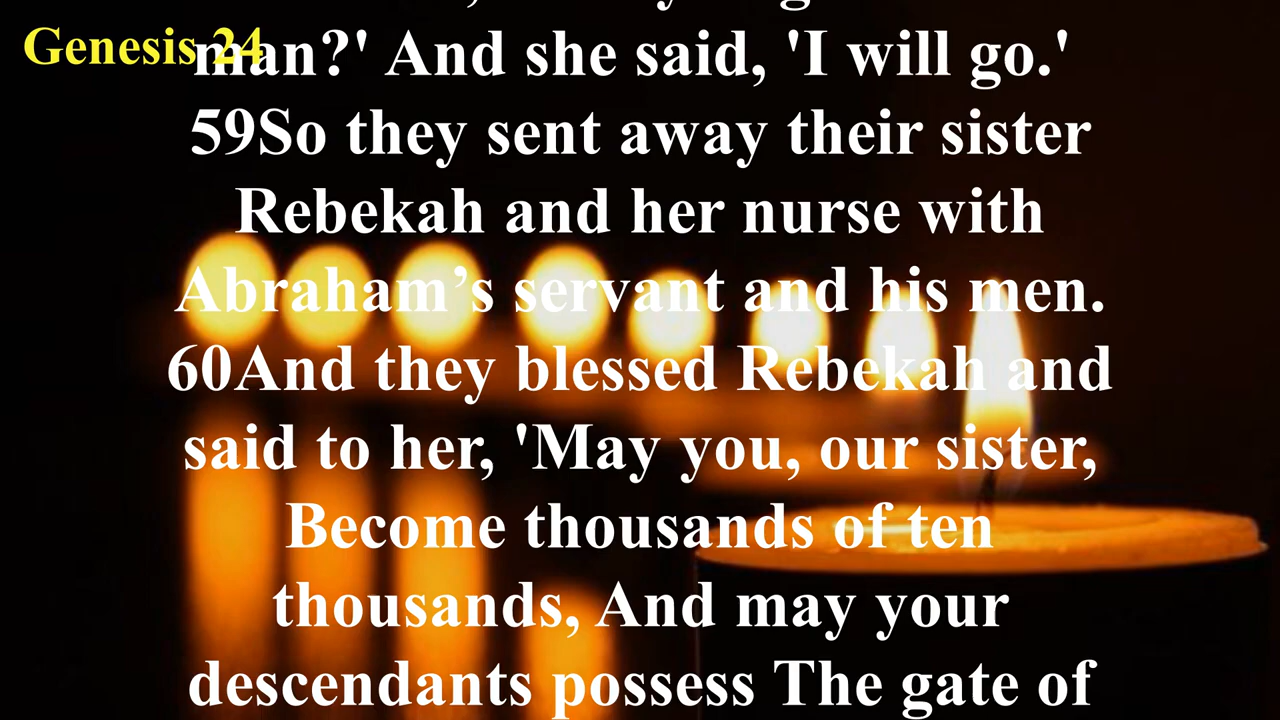 Genesis 24
man?' And she said, 'I will go.'
59So they sent away their sister
Rebekah and her nurse with
Abraham’s servant and his men.
60And they blessed Rebekah and
said to her, 'May you, our sister,
Become thousands of ten
thousands, And may your
descendants possess The gate of